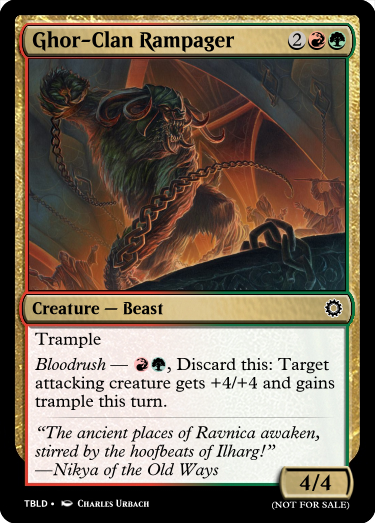 Ghor-Clan Rampager 2
Creature — Beast
Trample
Bloodrush — , Discard this: Target
attacking creature gets +4/+4 and gains
trample this turn.
“The ancient places of Ravnica awaken,
stirred by the hoofbeats of Ilharg!”
—Nikya of the Old Ways
4/4
TBLD • Charles Urbach (NOT FOR SALE)